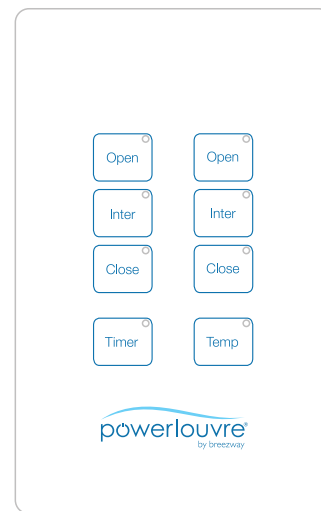 Open Open
Inter Inter
Close Close
Timer Temp
powerlouvre®
by breezway